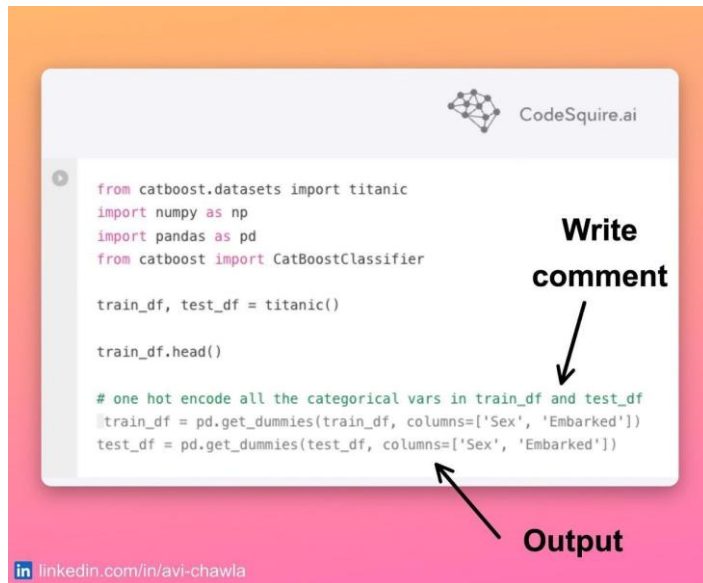 CodeSquire.ai
from catboost.datasets import titanic
import numpy as np
import pandas as pd
from catboost import CatBoostClassifier
Write
comment
train_df, test_df = titanic()
train_df.head()
# one hot encode all the categorical vars in train_df and test_df
train_df = pd.get_dummies(train_df, columns=['Sex', 'Embarked'])
test_df = pd.get_dummies(test_df, columns=['Sex', 'Embarked'])
Output
in linkedin.com/in/avi-chawla